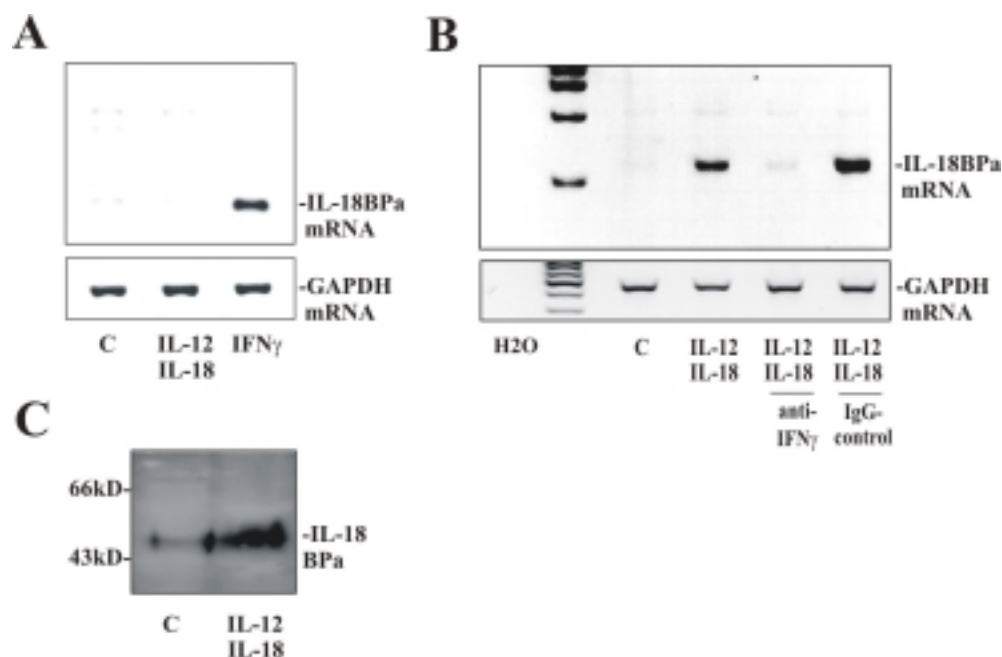 A
-IL-18BPa
mRNA
-GAPDH
mRNA
C IL-12 IFNγ
IL-18
B
-IL-18BPa
mRNA
-GAPDH
mRNA
H2O C IL-12 IL-12 IL-12
IL-18 IL-18 IL-18
anti- IgG-
IFNγ control
C
66kD-
-IL-18
BPa
43kD-
C IL-12
IL-18